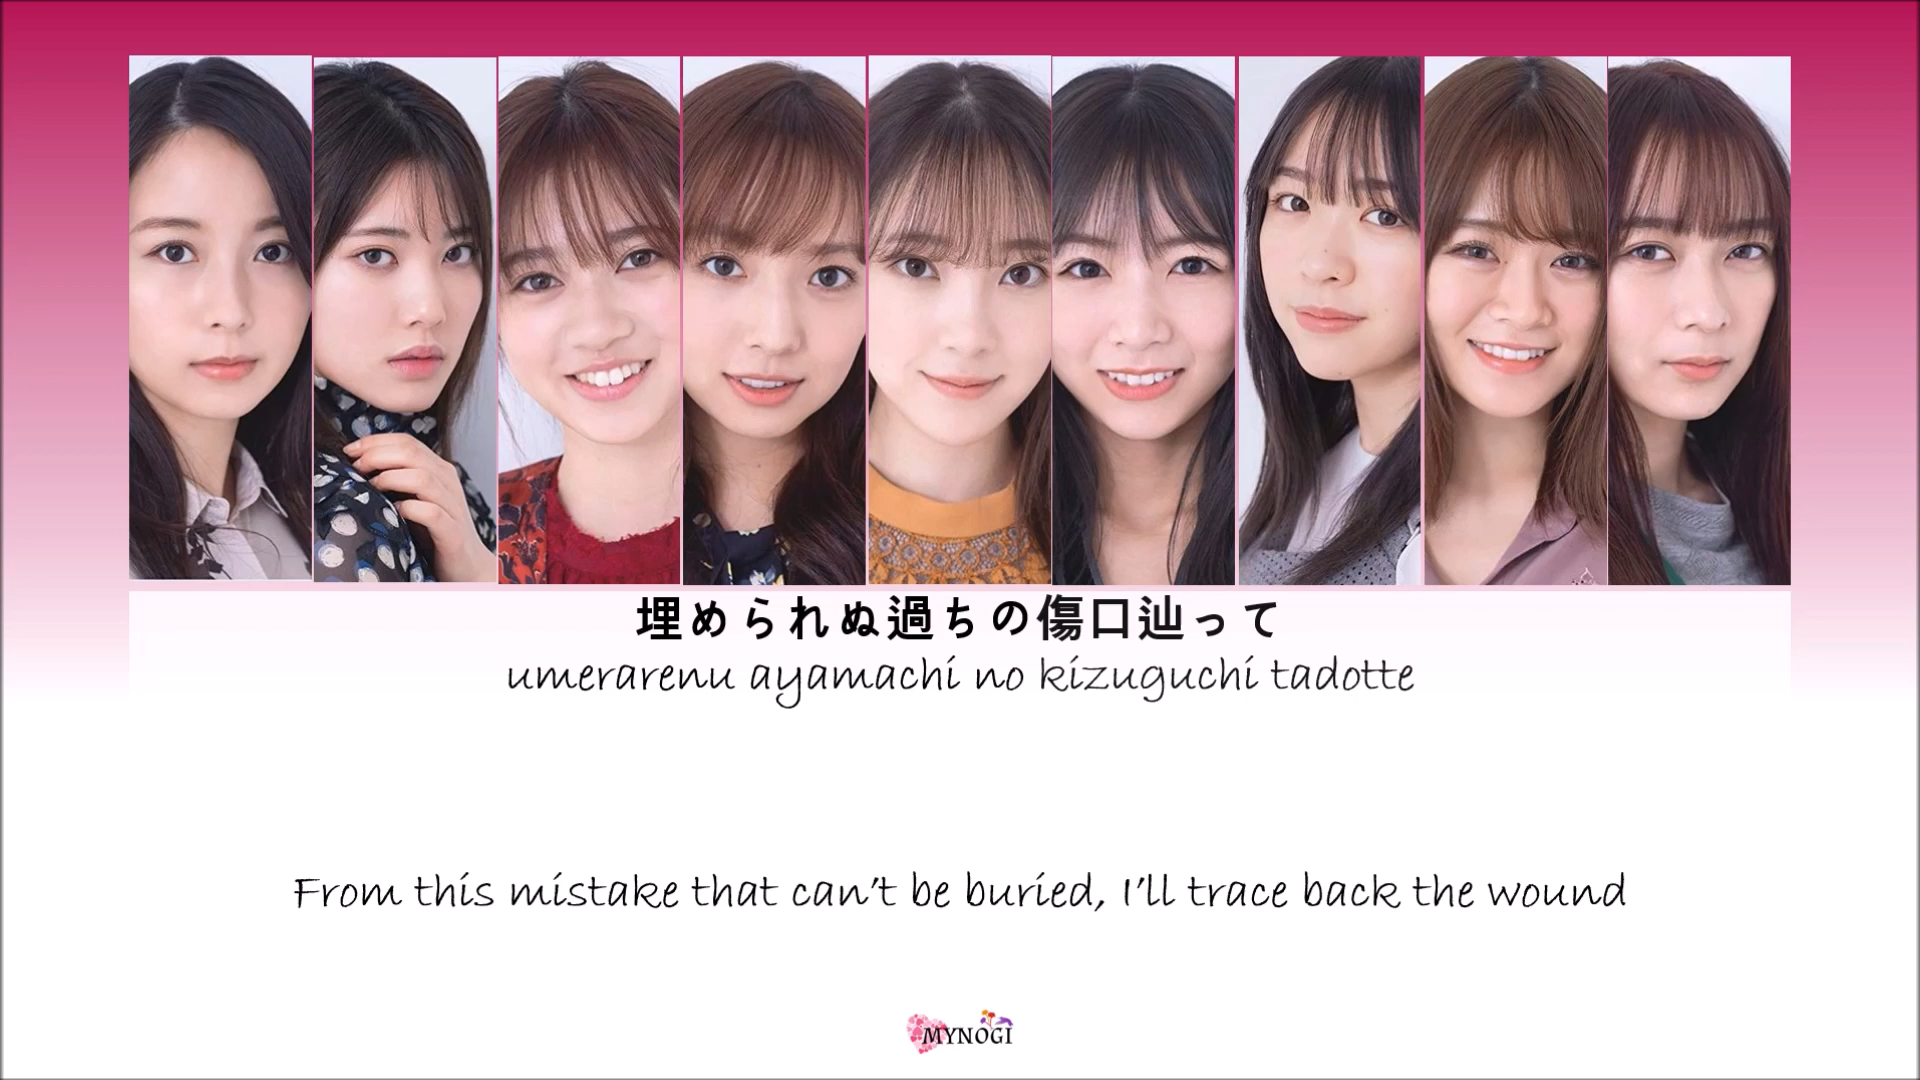 埋められぬ過ちの傷口辿って
umerarenu ayamachi no kizuguchi tadotte
From this mistake that can't be buried, I'll trace back the wound
MYNOGI